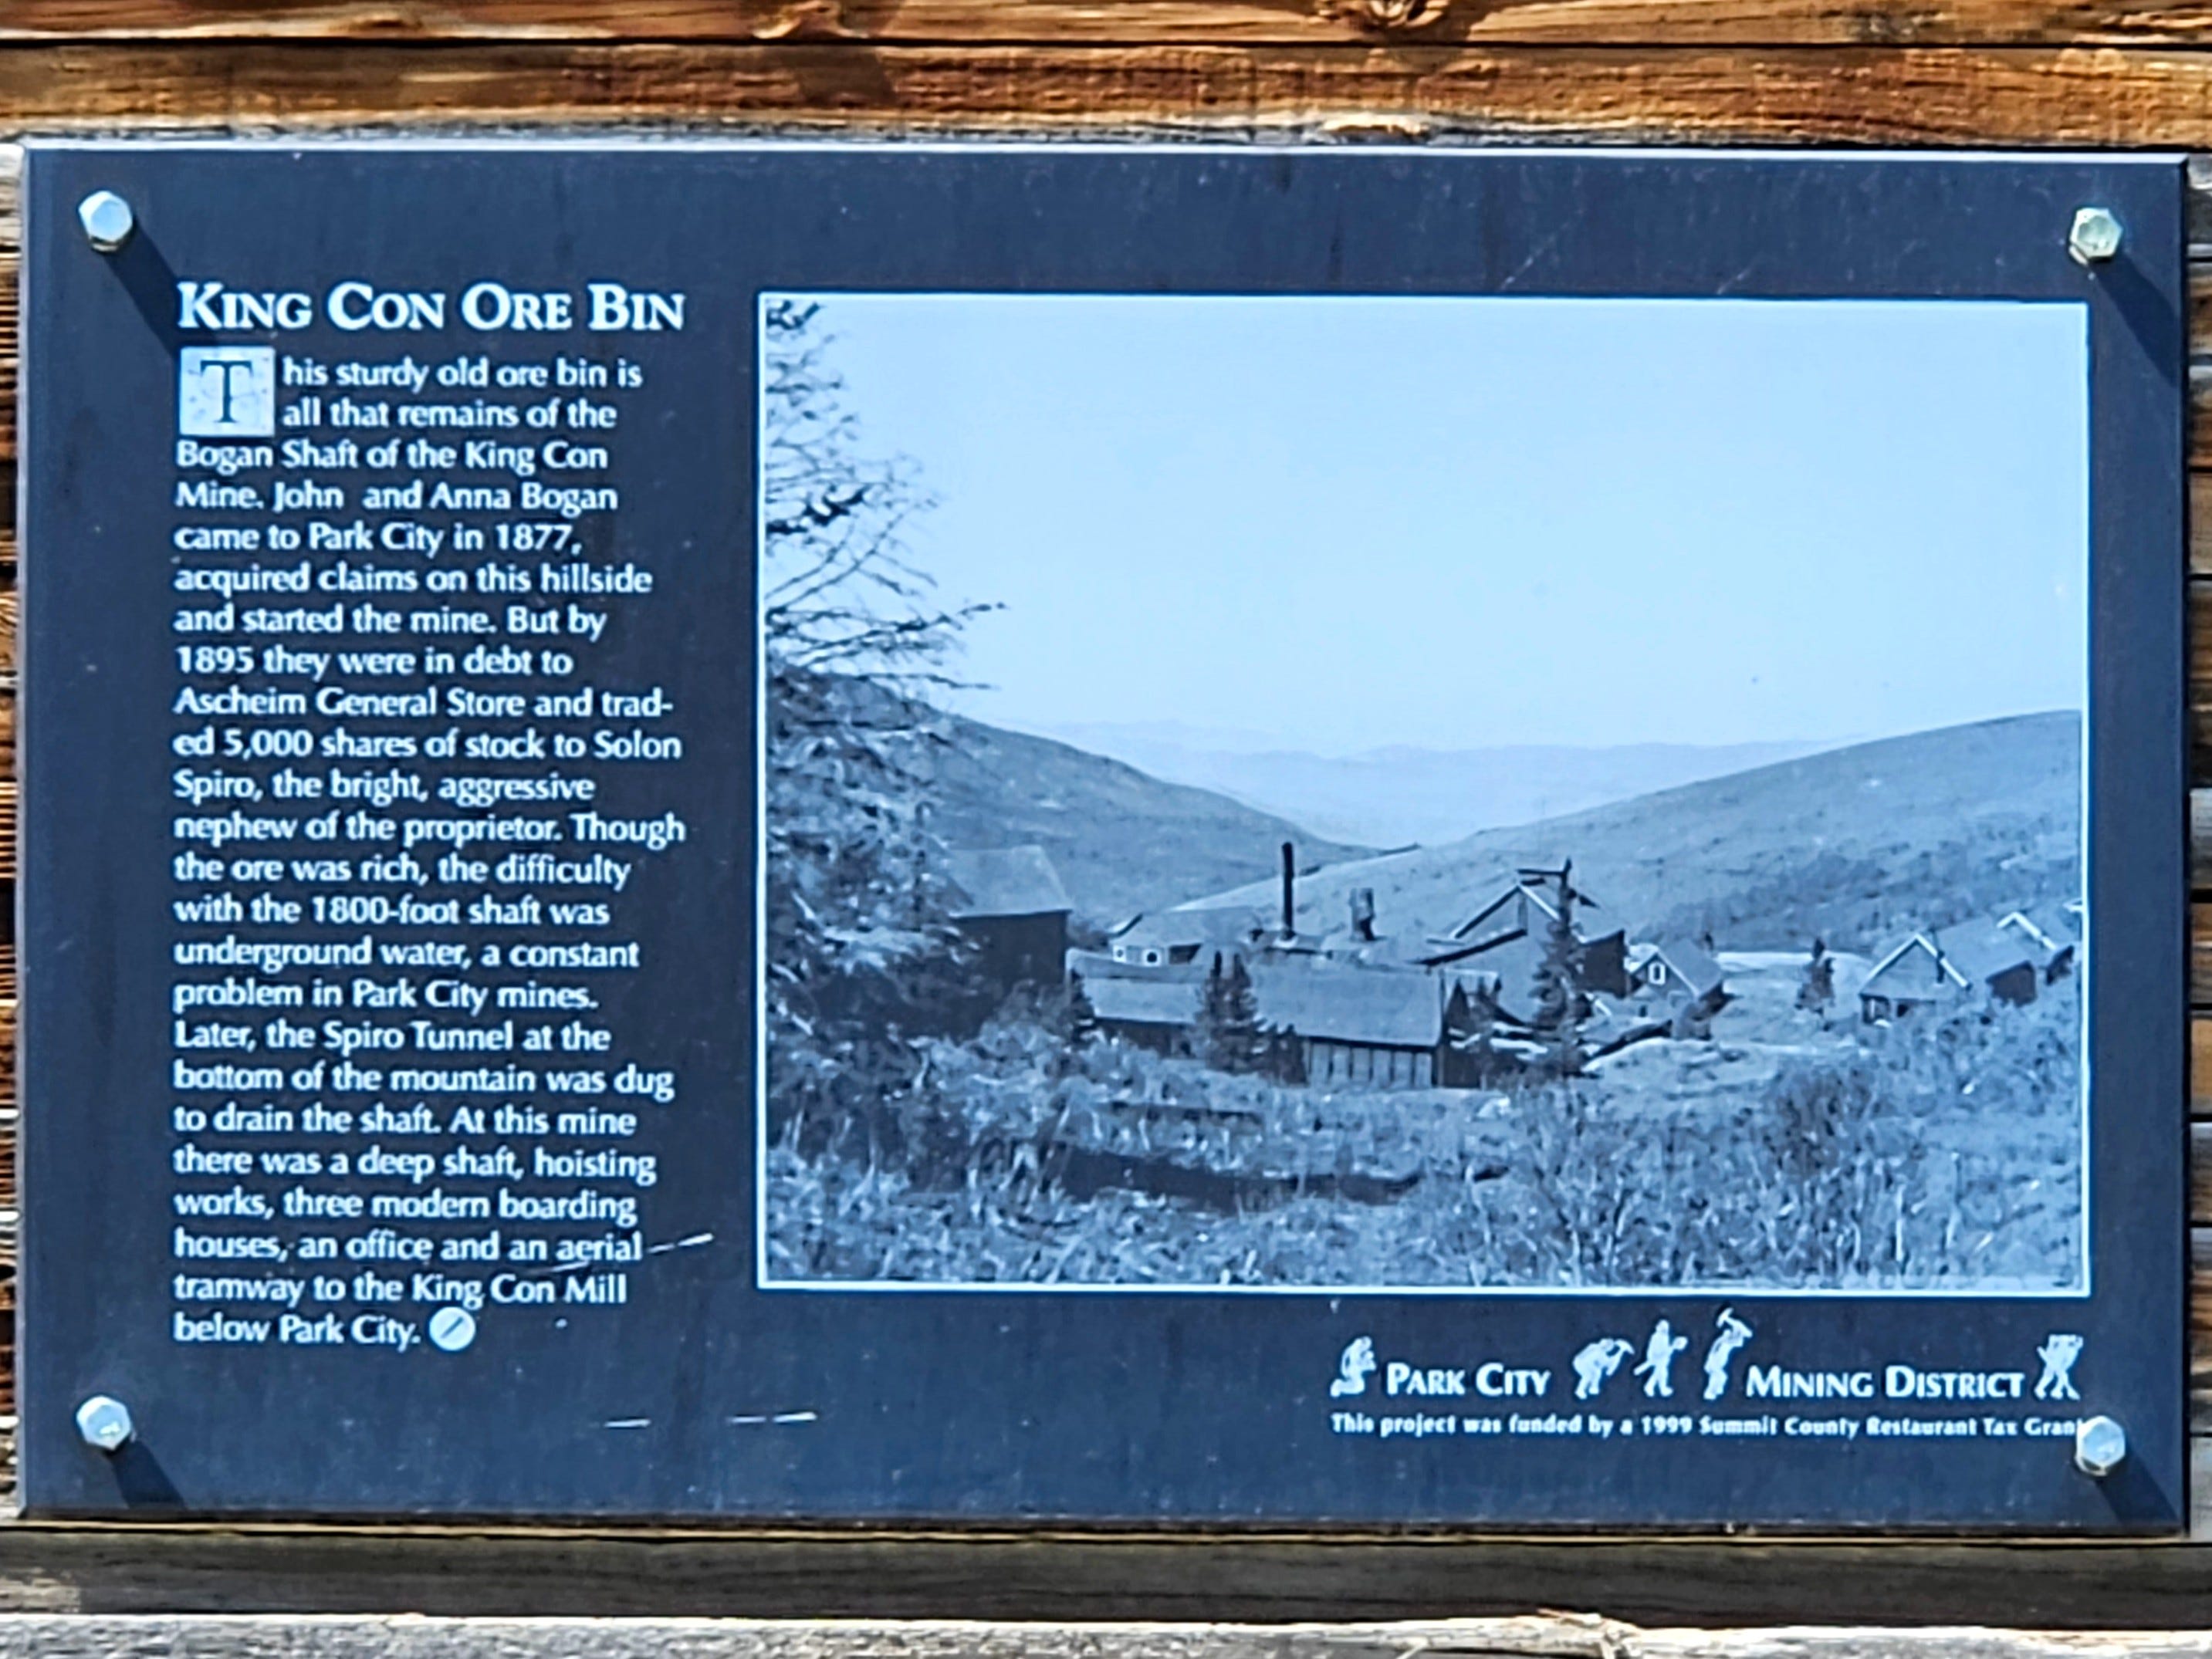 KING CON ORE BIN
This sturdy old ore bin is
all that remains of the
Bogan Shaft of the King Con
Mine. John and Anna Bogan
came to Park City in 1877,
acquired claims on this hillside
and started the mine. But by
1895 they were in debt to
Ascheim General Store and trad-
ed 5,000 shares of stock to Solon
Spiro, the bright, aggressive
nephew of the proprietor. Though
the ore was rich, the difficulty
with the 1800-foot shaft was
underground water, a constant
problem in Park City mines.
Later, the Spiro Tunnel at the
bottom of the mountain was dug
to drain the shaft. At this mine
there was a deep shaft, hoisting
works, three modern boarding
houses, an office and an aerial
tramway to the King Con Mill
below Park City.
PARK CITY MINING DISTRICT
This project was funded by a 1999 Summit County Restaurant Tax Grant